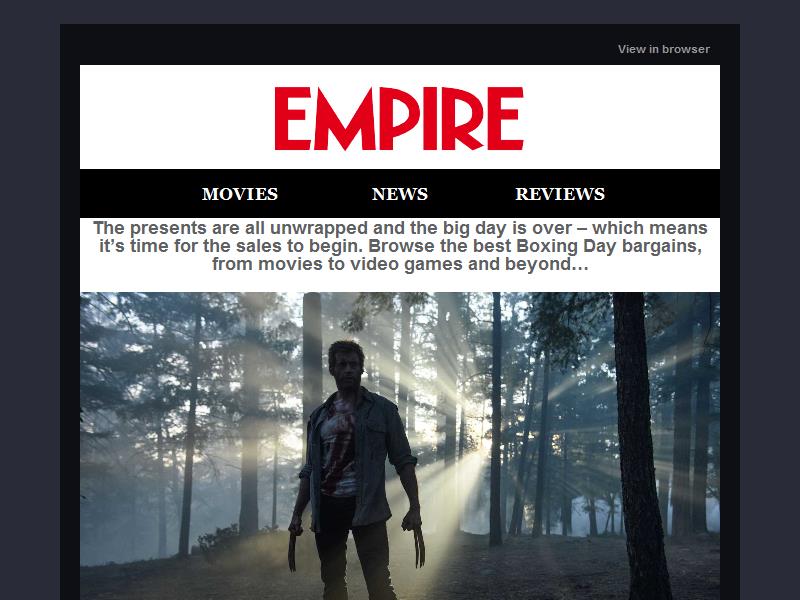 View in browser
EMPIRE
MOVIES NEWS REVIEWS
The presents are all unwrapped and the big day is over – which means
it’s time for the sales to begin. Browse the best Boxing Day bargains,
from movies to video games and beyond…